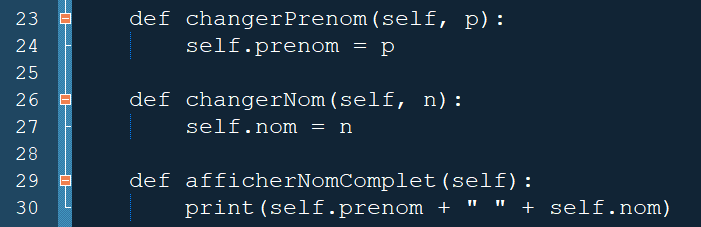 23 def changerPrenom(self, p):
24 self.prenom = p
25
26 def changerNom(self, n):
27 self.nom = n
28
29 def afficherNomComplet(self):
30 print(self.prenom + " " + self.nom)